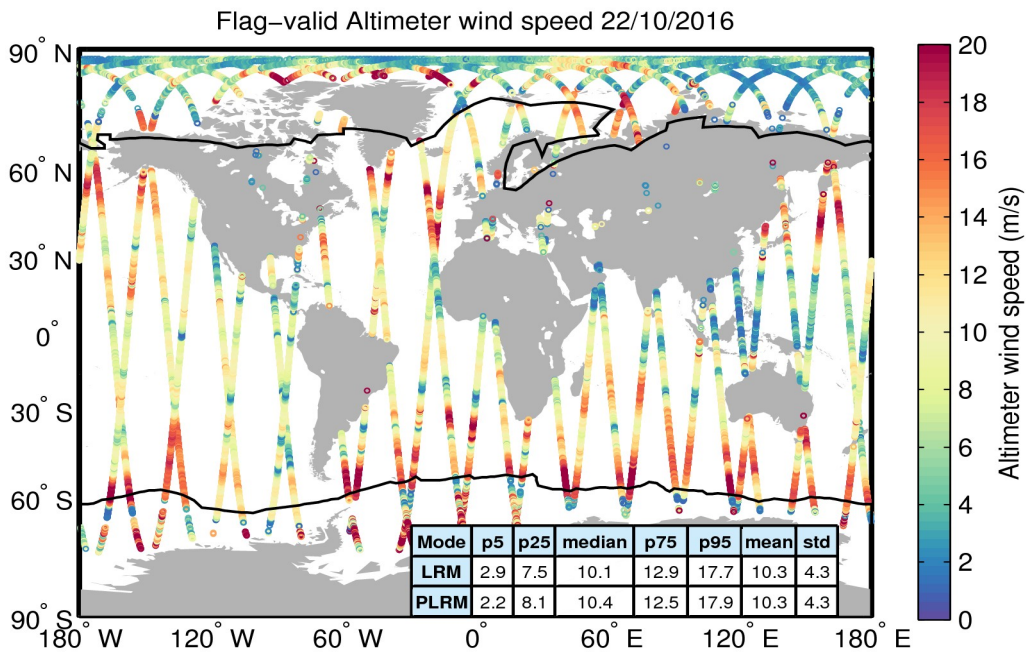 Flag−valid Altimeter wind speed 22/10/2016
90° N
60° N
30° N
0°
30° S
60° S
90° S
180° W
120° W
60° W
0°
60° E
120° E
180° E
Mode p5 p25 median p75 p95 mean std
LRM 2.9 7.5 10.1 12.9 17.7 10.3 4.3
PLRM 2.2 8.1 10.4 12.5 17.9 10.3 4.3
20
18
16
14
12
10
8
6
4
2
0
Altimeter wind speed (m/s)